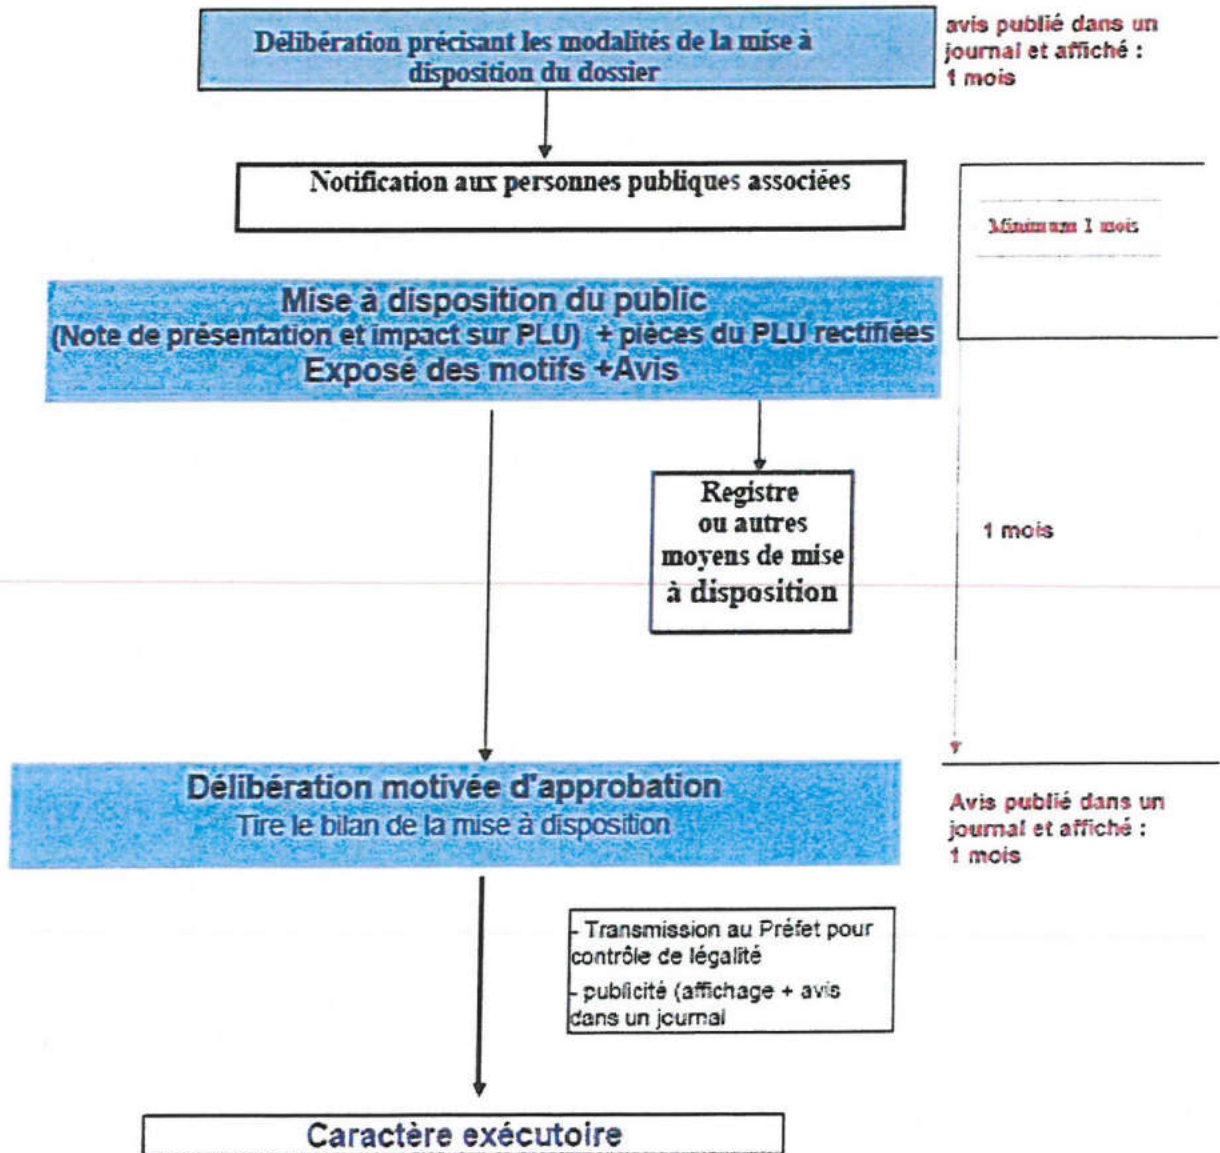 Délibération précisant les modalités de la mise à
disposition du dossier
avis publié dans un
journal et affiché :
1 mois
Notification aux personnes publiques associées
Minimum 1 mois
Mise à disposition du public
(Note de présentation et impact sur PLU) + pièces du PLU rectifiées
Exposé des motifs +Avis
Registre
ou autres
moyens de mise
à disposition
1 mois
Délibération motivée d'approbation
Tire le bilan de la mise à disposition
Avis publié dans un
journal et affiché :
1 mois
- Transmission au Préfet pour
contrôle de légalité
- publicité (affichage + avis
dans un journal
Caractère exécutoire